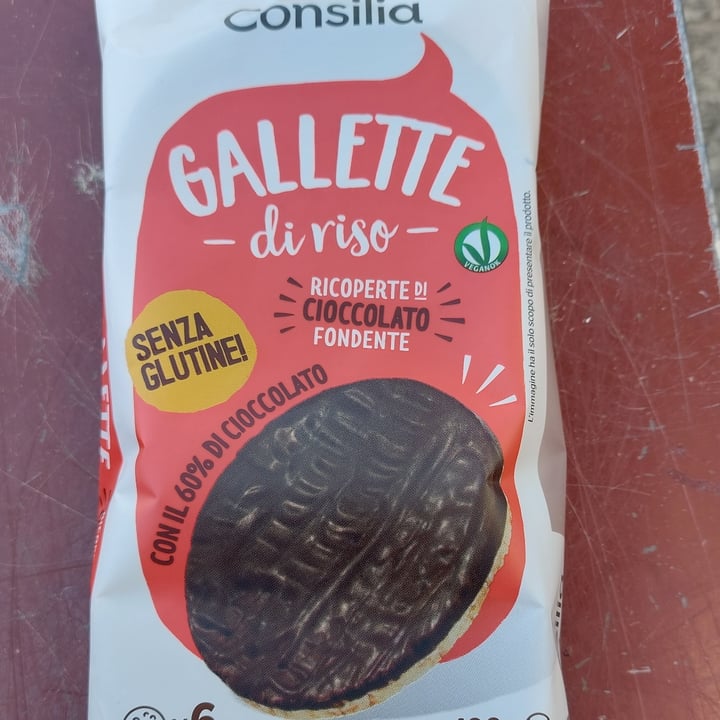 consilia
GALLETTE
di riso
VEGANOK
RICOPERTE DI
CIOCCOLATO
FONDENTE
SENZA
GLUTINE!
CON IL 60% DI CIOCCOLATO
L'immagine ha il solo scopo di presentare il prodotto.
x6